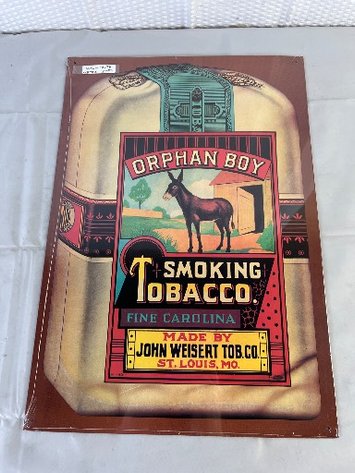 ORPHAN BOY
SMOKING
TOBACCO.
FINE CAROLINA
MADE BY
JOHN WEISERT TOB. CO.
ST. LOUIS, MO.